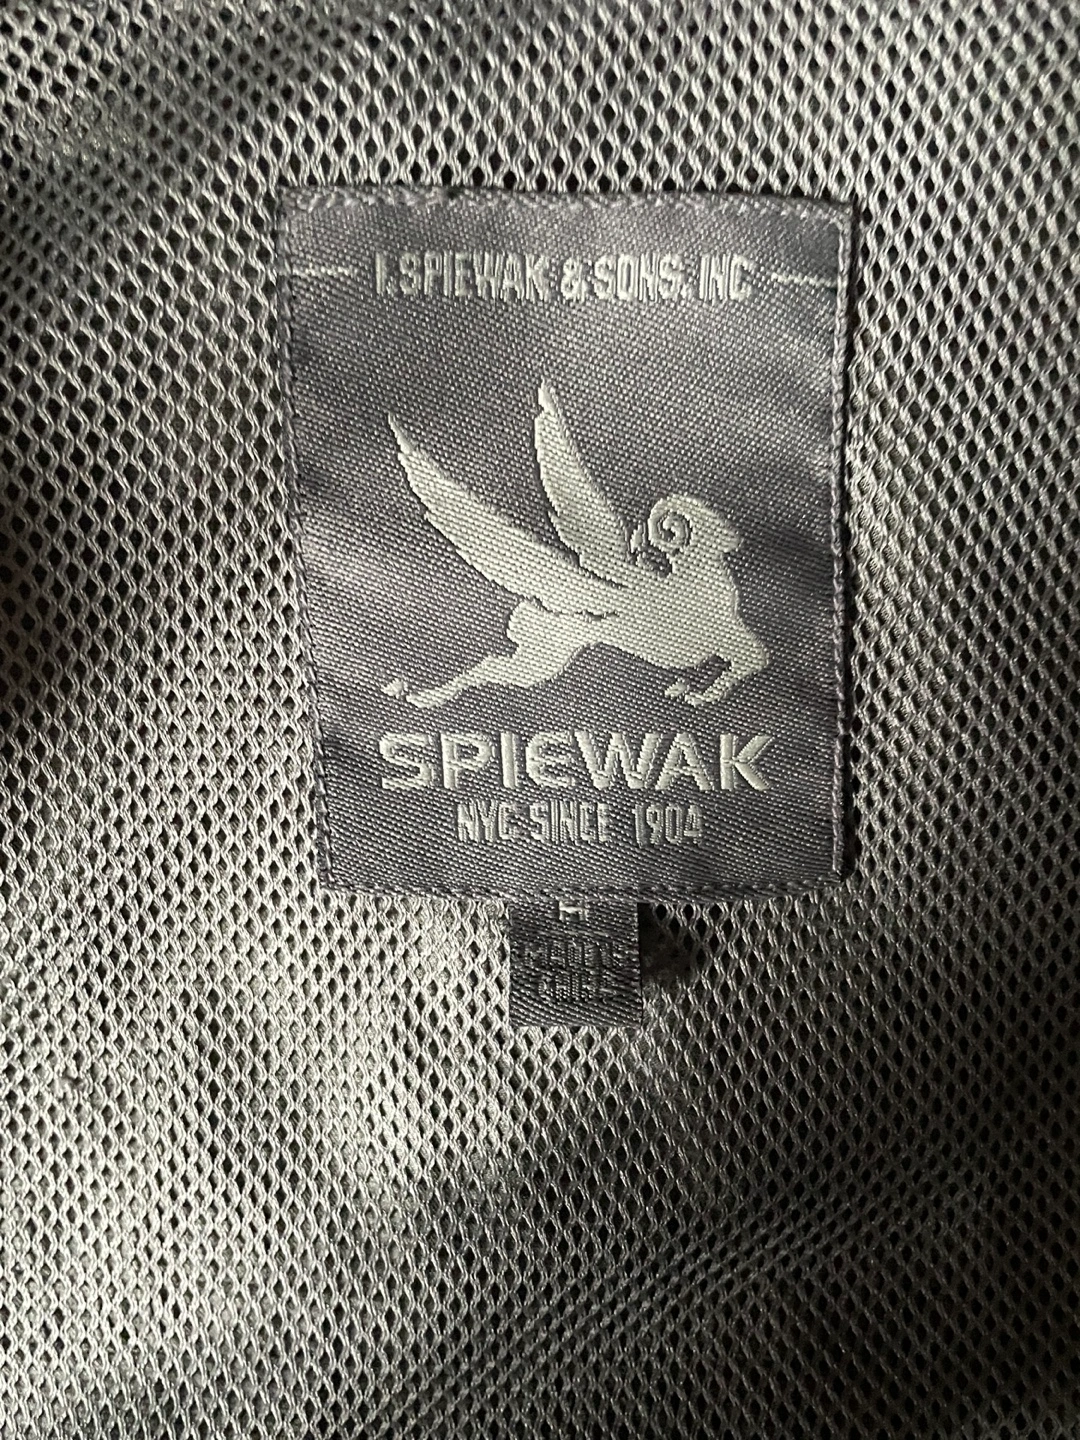 I. SPIEWAK & SONS, INC
SPIEWAK
NYC SINCE 1904